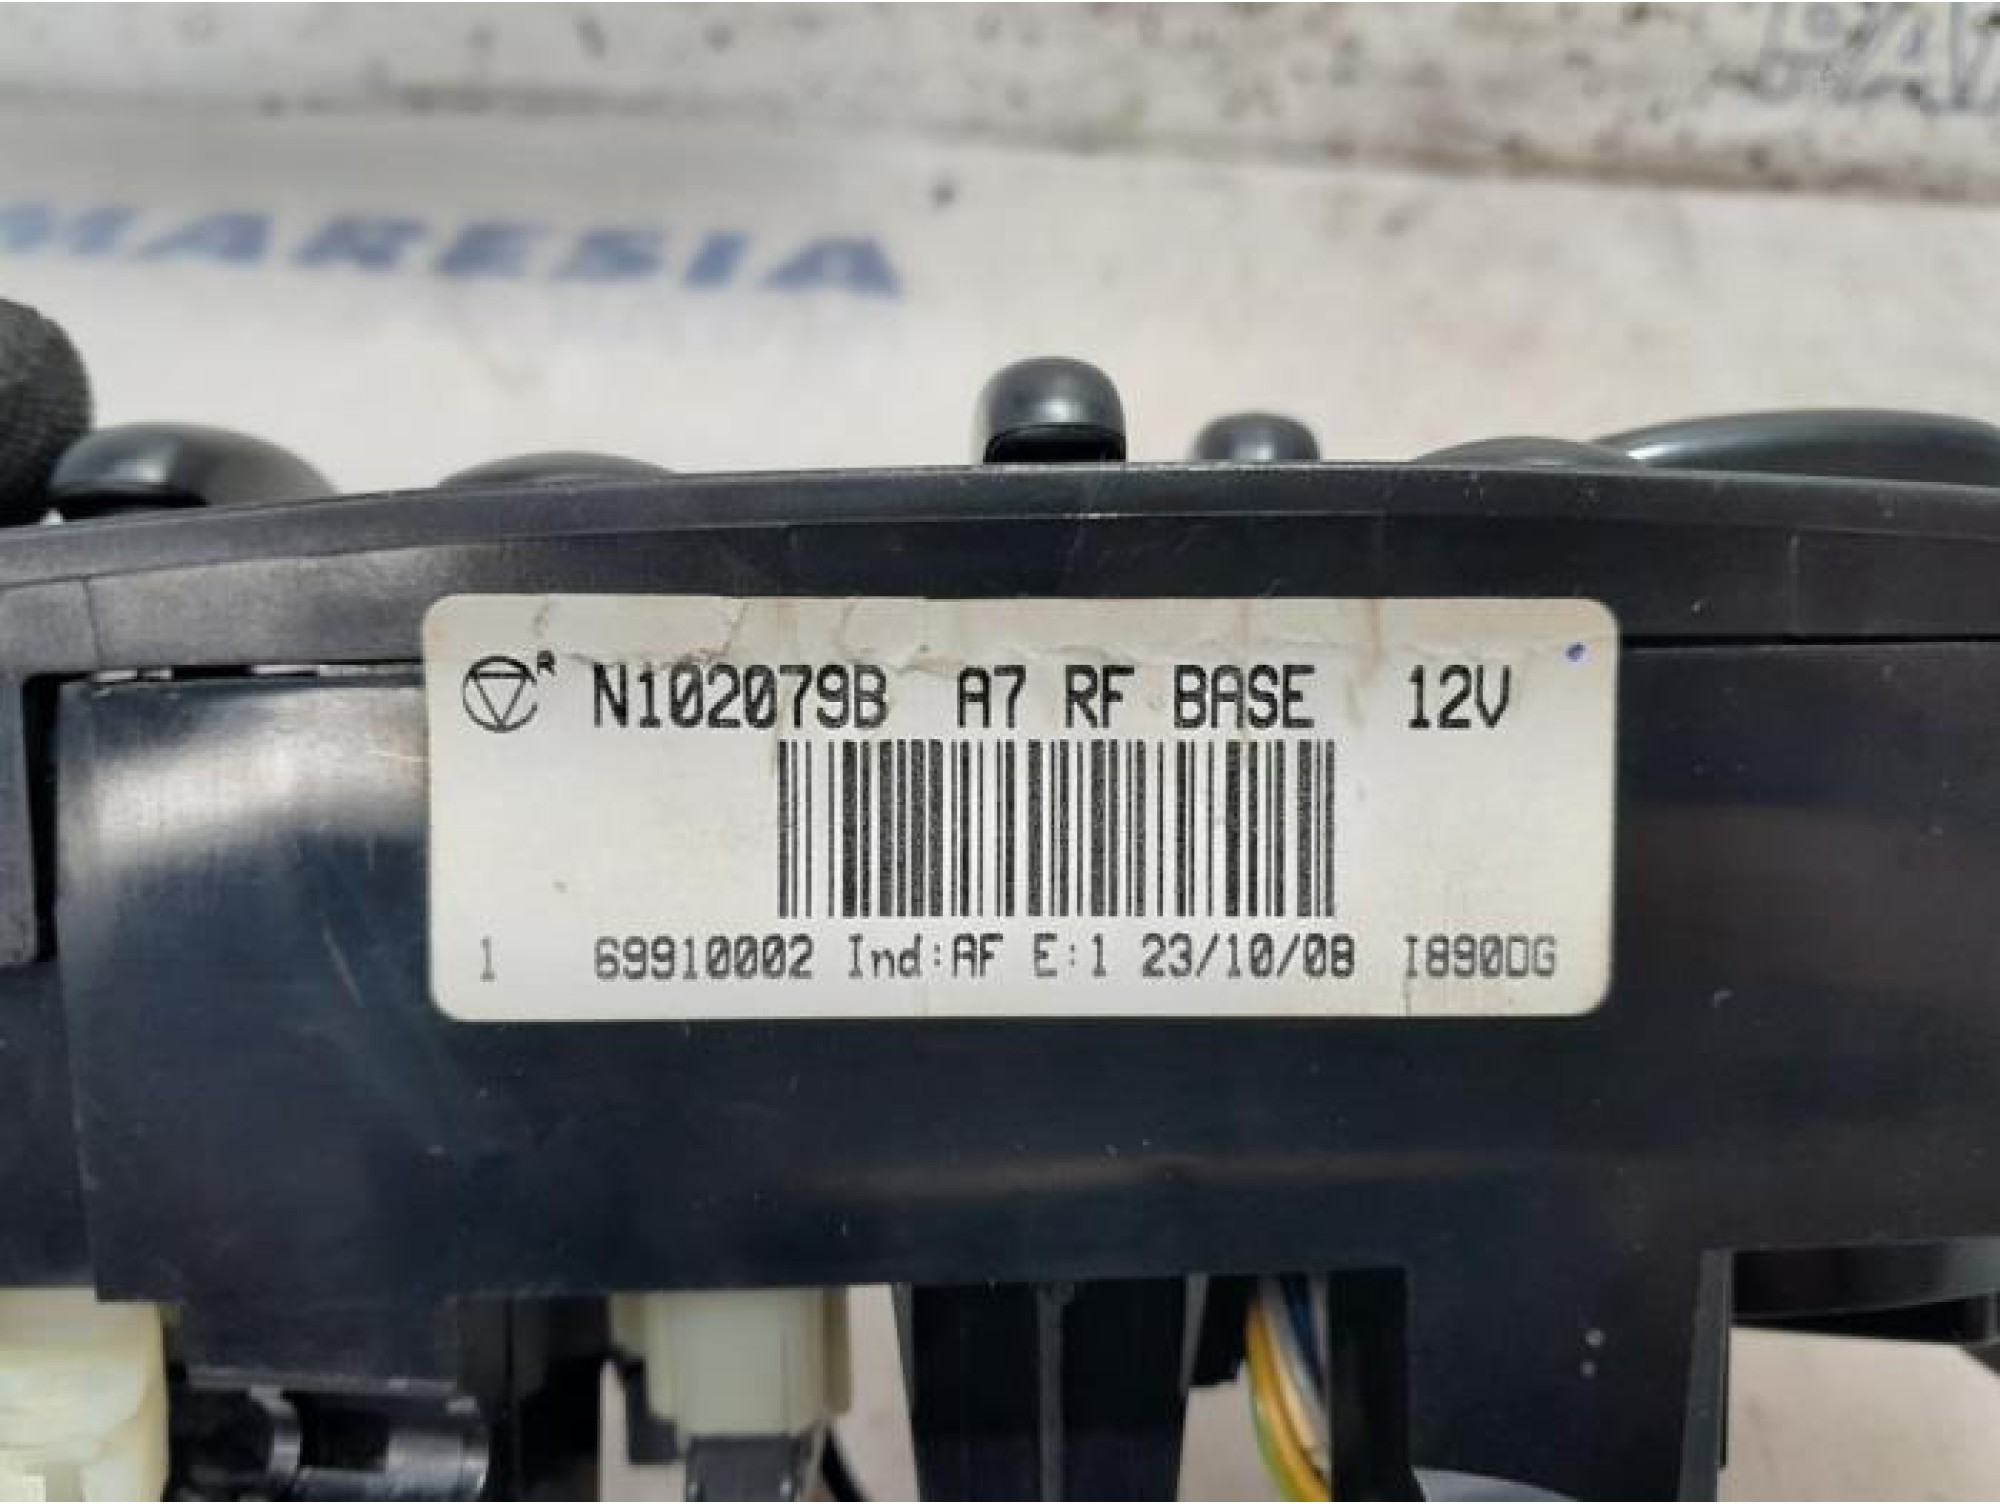 MARESIA
R N102079B A7 RF BASE 12V
1 69910002 Ind:AF E:1 23/10/08 I890DG